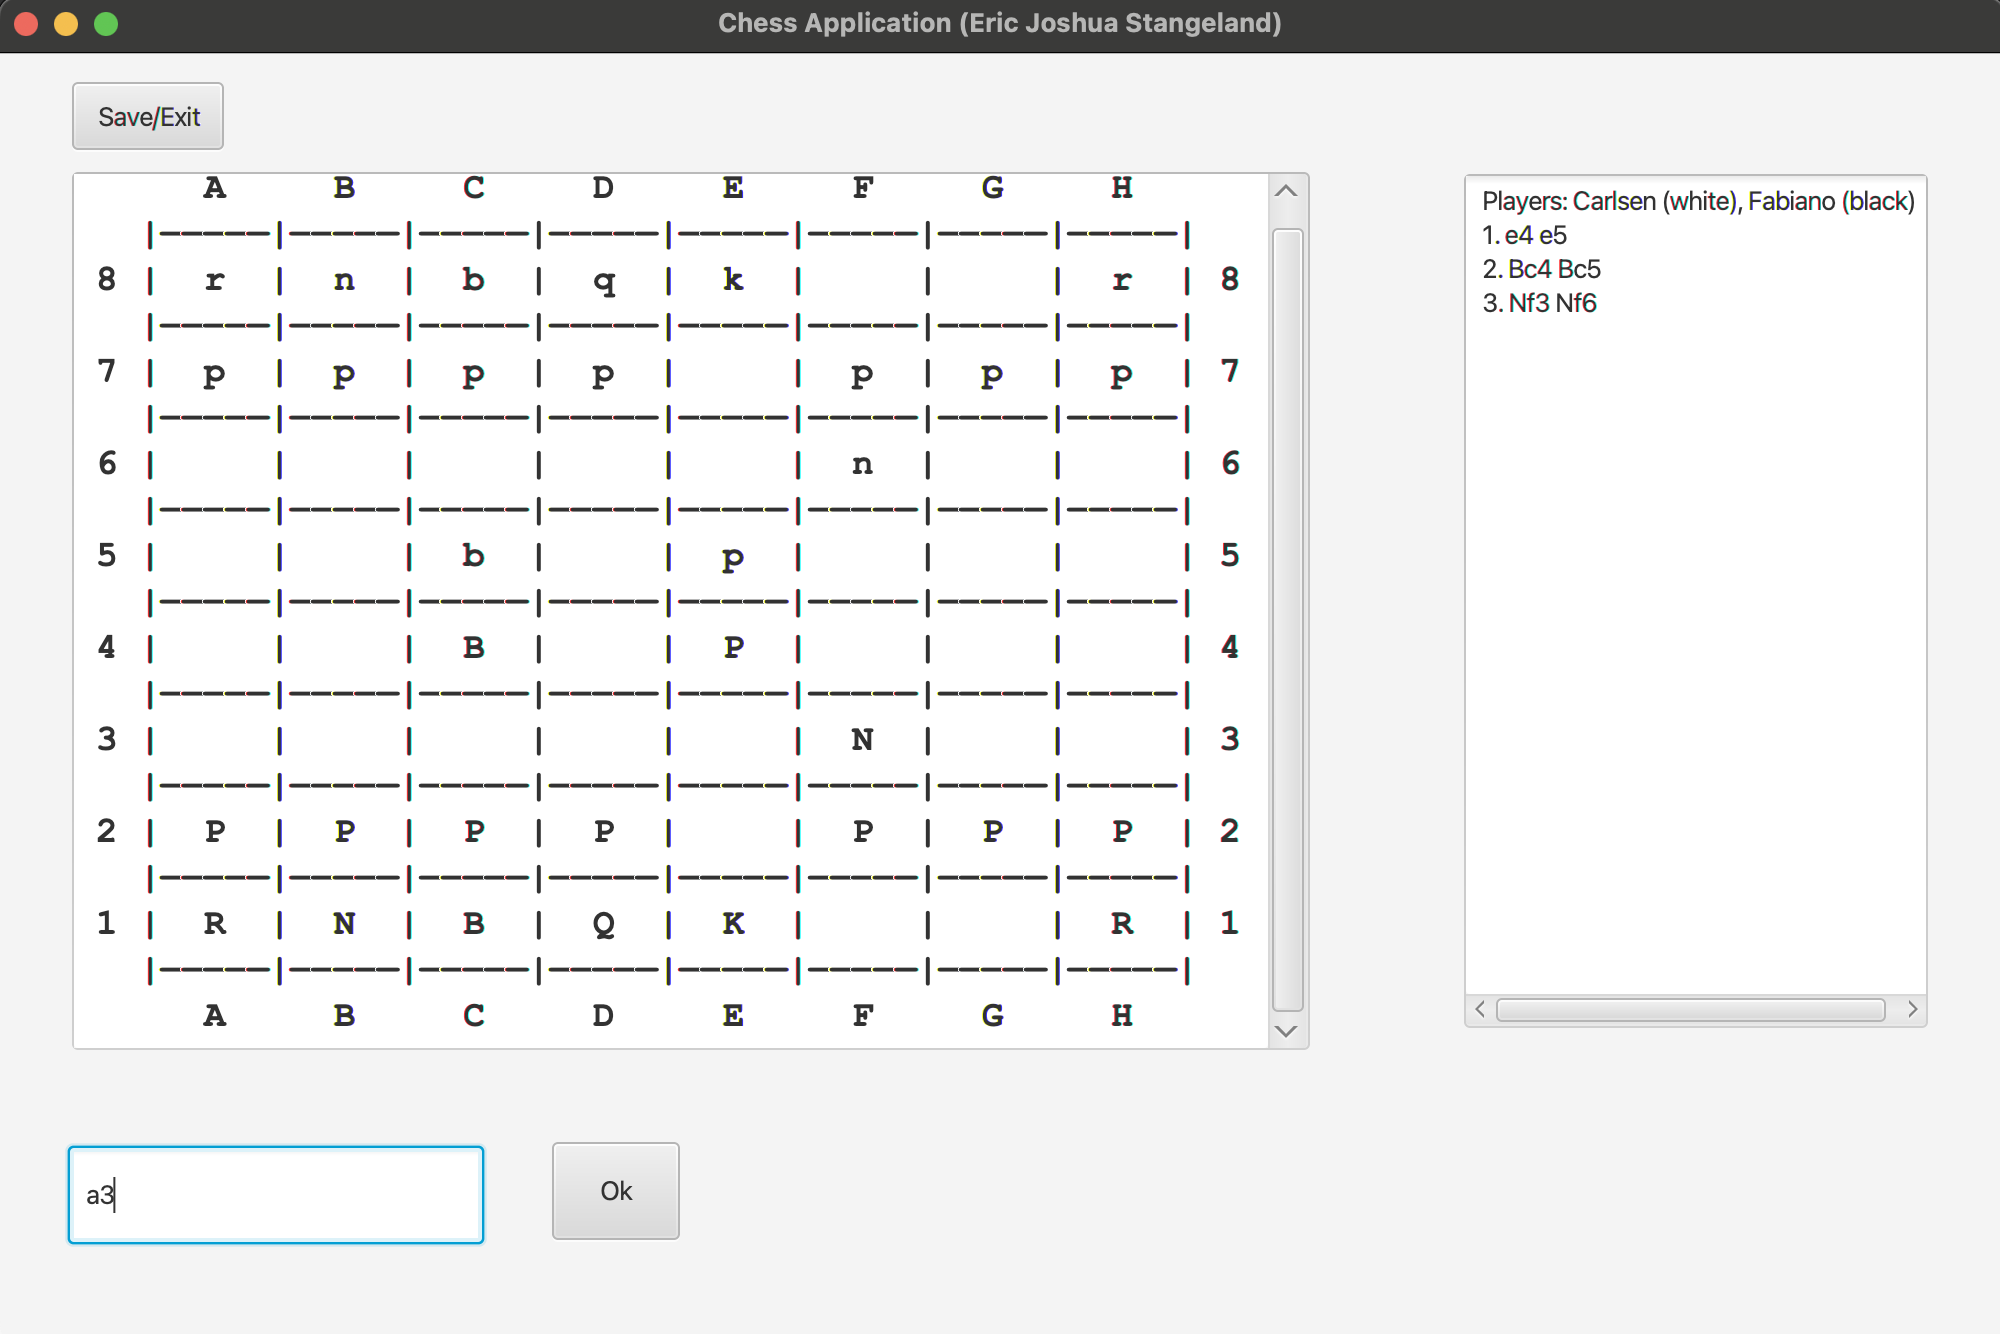 Chess Application (Eric Joshua Stangeland)
Save/Exit
A B C D E F G H
|-----|-----|-----|-----|-----|-----|-----|-----|
8 | r | n | b | q | k | | | r | 8
|-----|-----|-----|-----|-----|-----|-----|-----|
7 | p | p | p | p | | p | p | p | 7
|-----|-----|-----|-----|-----|-----|-----|-----|
6 | | | | | | n | | | 6
|-----|-----|-----|-----|-----|-----|-----|-----|
5 | | | b | | p | | | | 5
|-----|-----|-----|-----|-----|-----|-----|-----|
4 | | | B | | P | | | | 4
|-----|-----|-----|-----|-----|-----|-----|-----|
3 | | | | | | N | | | 3
|-----|-----|-----|-----|-----|-----|-----|-----|
2 | P | P | P | P | | P | P | P | 2
|-----|-----|-----|-----|-----|-----|-----|-----|
1 | R | N | B | Q | K | | | R | 1
|-----|-----|-----|-----|-----|-----|-----|-----|
A B C D E F G H
Players: Carlsen (white), Fabiano (black)
1. e4 e5
2. Bc4 Bc5
3. Nf3 Nf6
a3
Ok